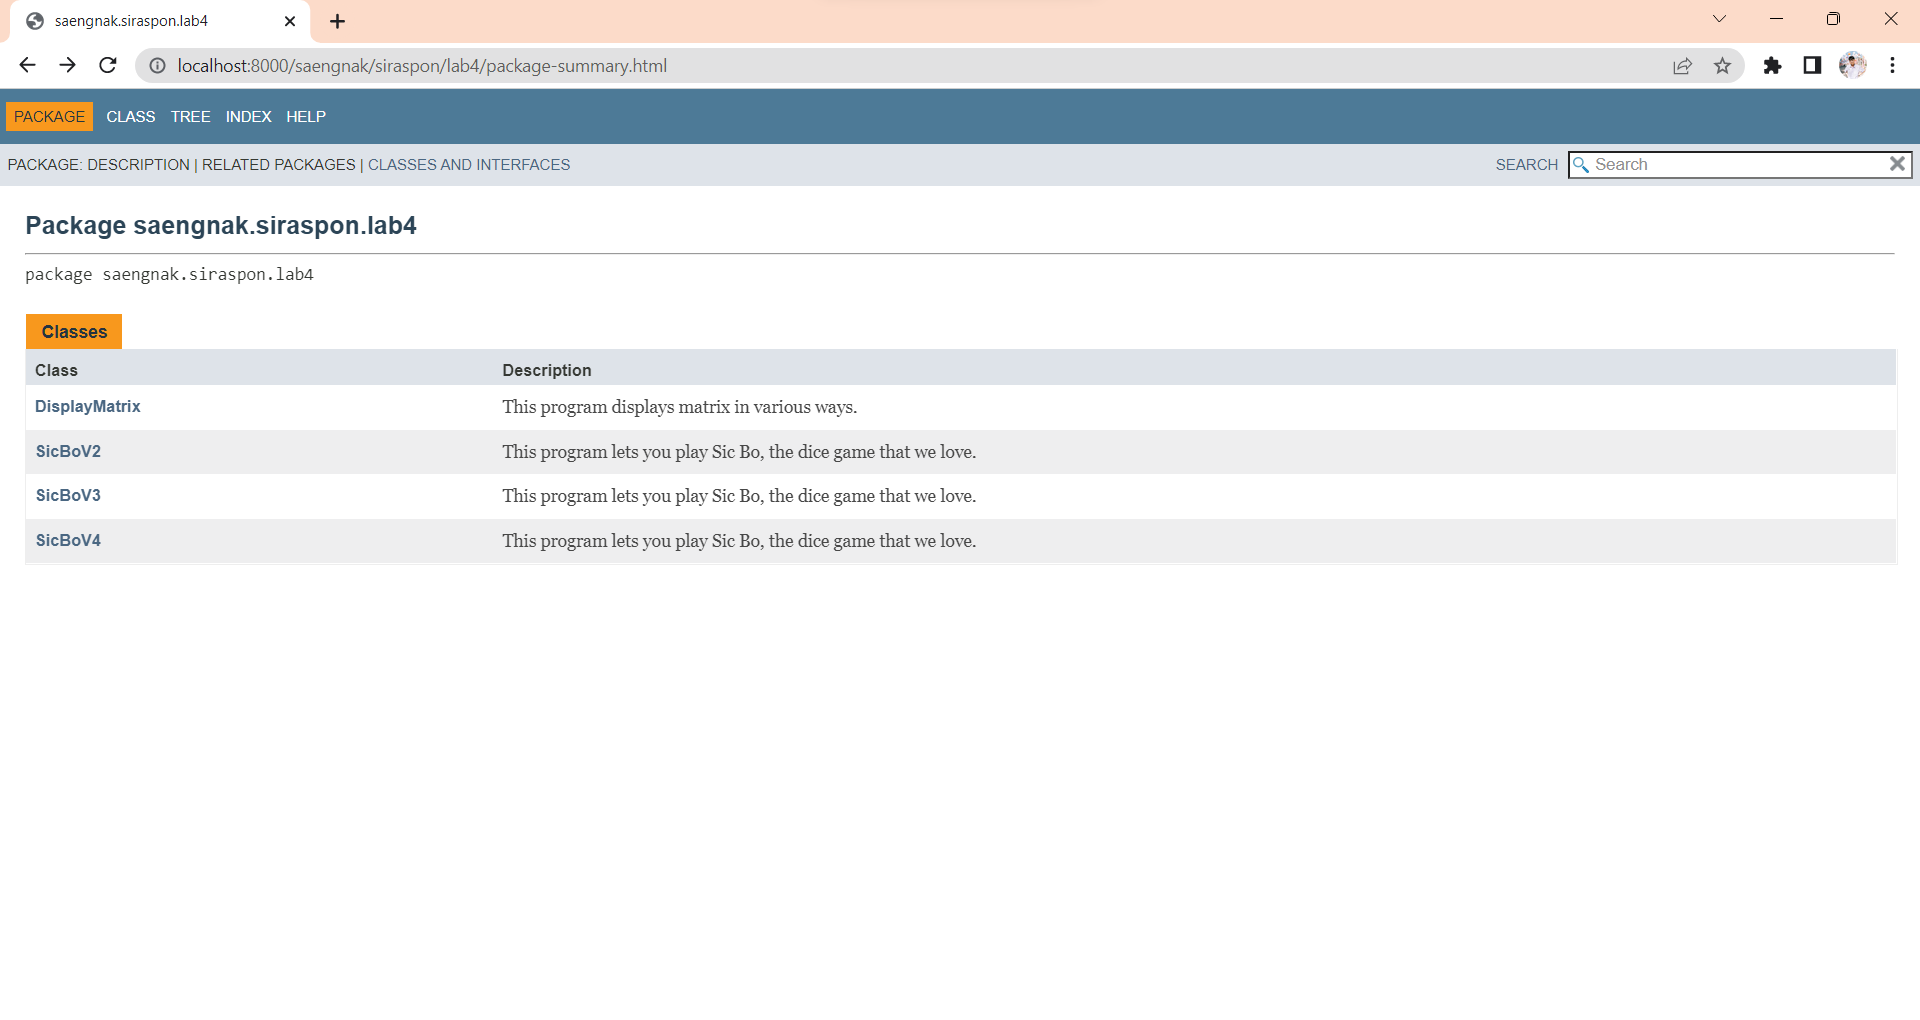 saengnak.siraspon.lab4
localhost:8000/saengnak/siraspon/lab4/package-summary.html
PACKAGE CLASS TREE INDEX HELP
PACKAGE: DESCRIPTION | RELATED PACKAGES | CLASSES AND INTERFACES SEARCH Search
Package saengnak.siraspon.lab4
package saengnak.siraspon.lab4
Classes
Class Description
DisplayMatrix This program displays matrix in various ways.
SicBoV2 This program lets you play Sic Bo, the dice game that we love.
SicBoV3 This program lets you play Sic Bo, the dice game that we love.
SicBoV4 This program lets you play Sic Bo, the dice game that we love.